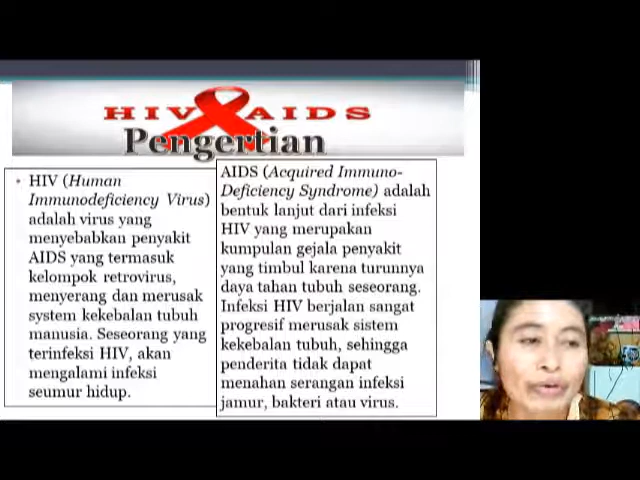 HIV AIDS
Pengertian
• HIV (Human
Immunodeficiency Virus)
adalah virus yang
menyebabkan penyakit
AIDS yang termasuk
kelompok retrovirus,
menyerang dan merusak
system kekebalan tubuh
manusia. Seseorang yang
terinfeksi HIV, akan
mengalami infeksi
seumur hidup.
AIDS (Acquired Immuno-
Deficiency Syndrome) adalah
bentuk lanjut dari infeksi
HIV yang merupakan
kumpulan gejala penyakit
yang timbul karena turunnya
daya tahan tubuh seseorang.
Infeksi HIV berjalan sangat
progresif merusak sistem
kekebalan tubuh, sehingga
penderita tidak dapat
menahan serangan infeksi
jamur, bakteri atau virus.